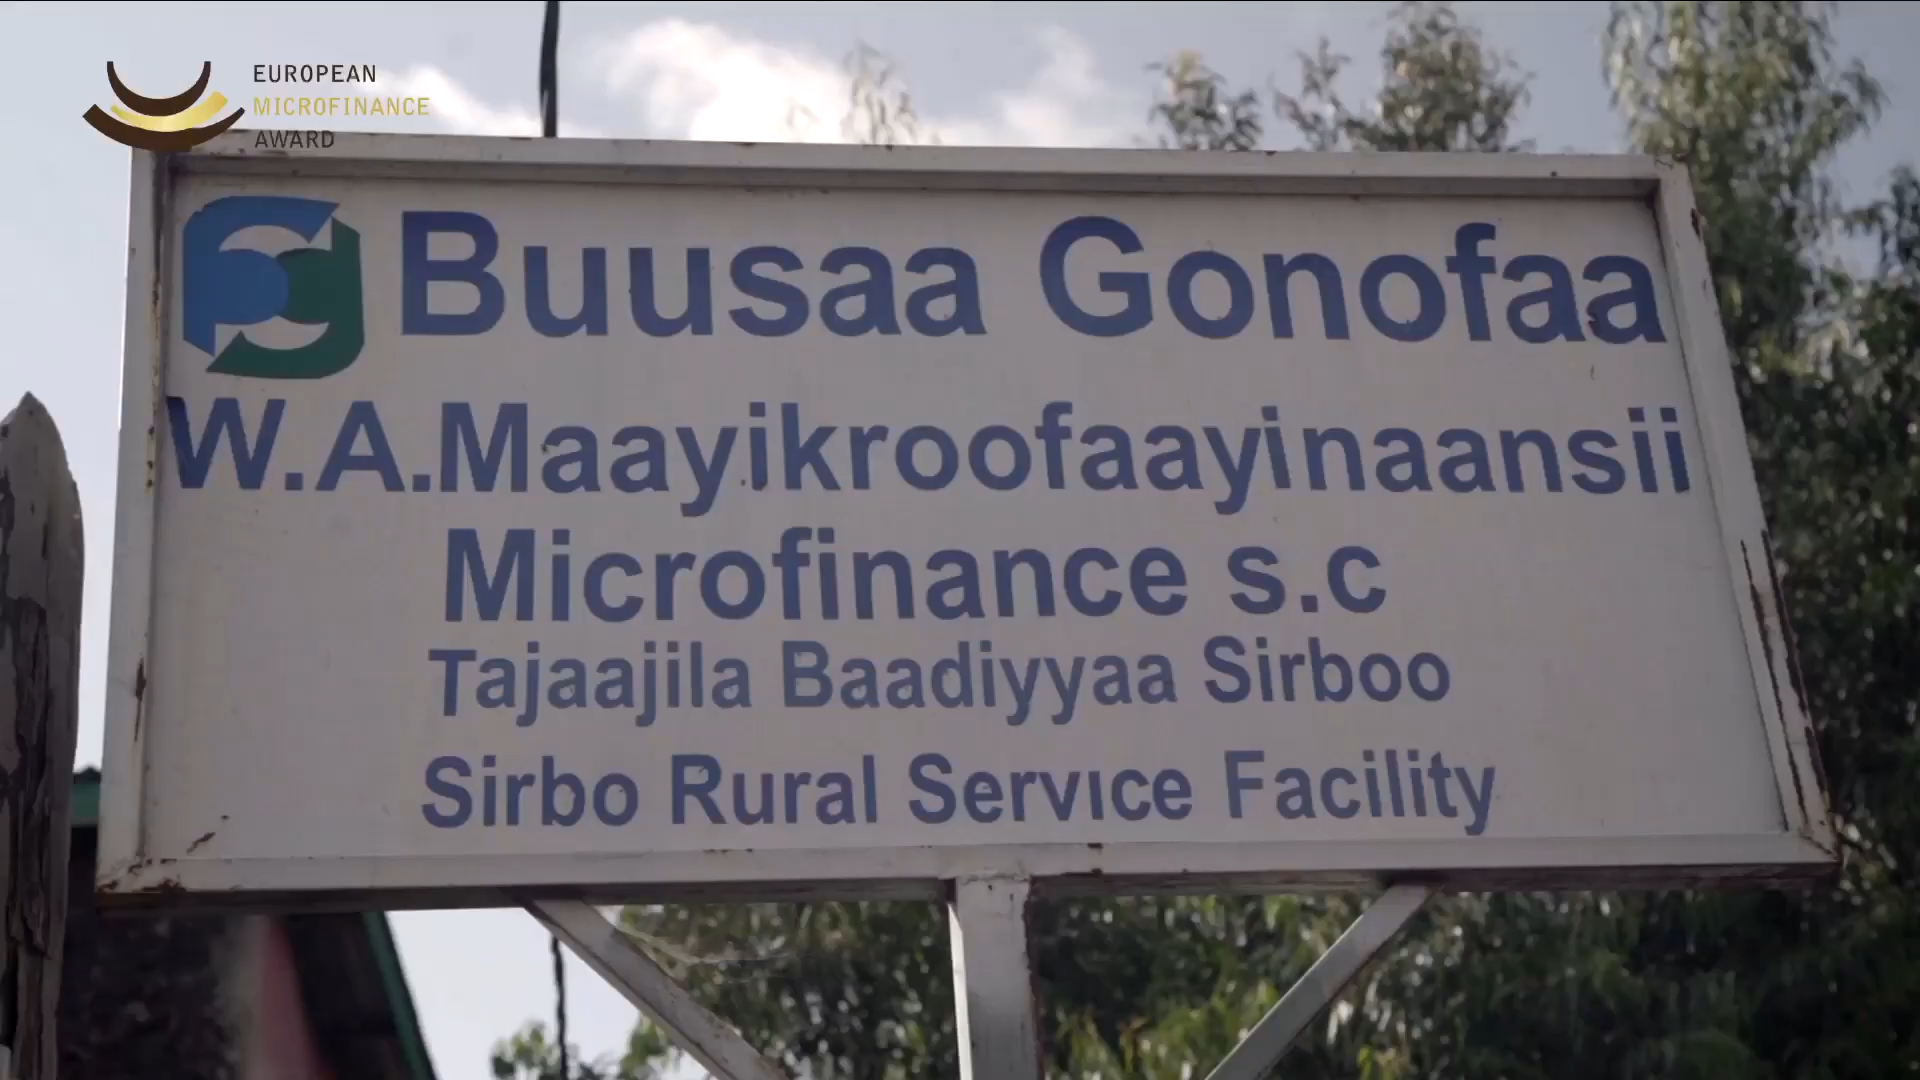 EUROPEAN
MICROFINANCE
AWARD
Buusaa Gonofaa
W.A.Maayikroofaayinaansii
Microfinance s.c
Tajaajila Baadiyyaa Sirboo
Sirbo Rural Service Facility